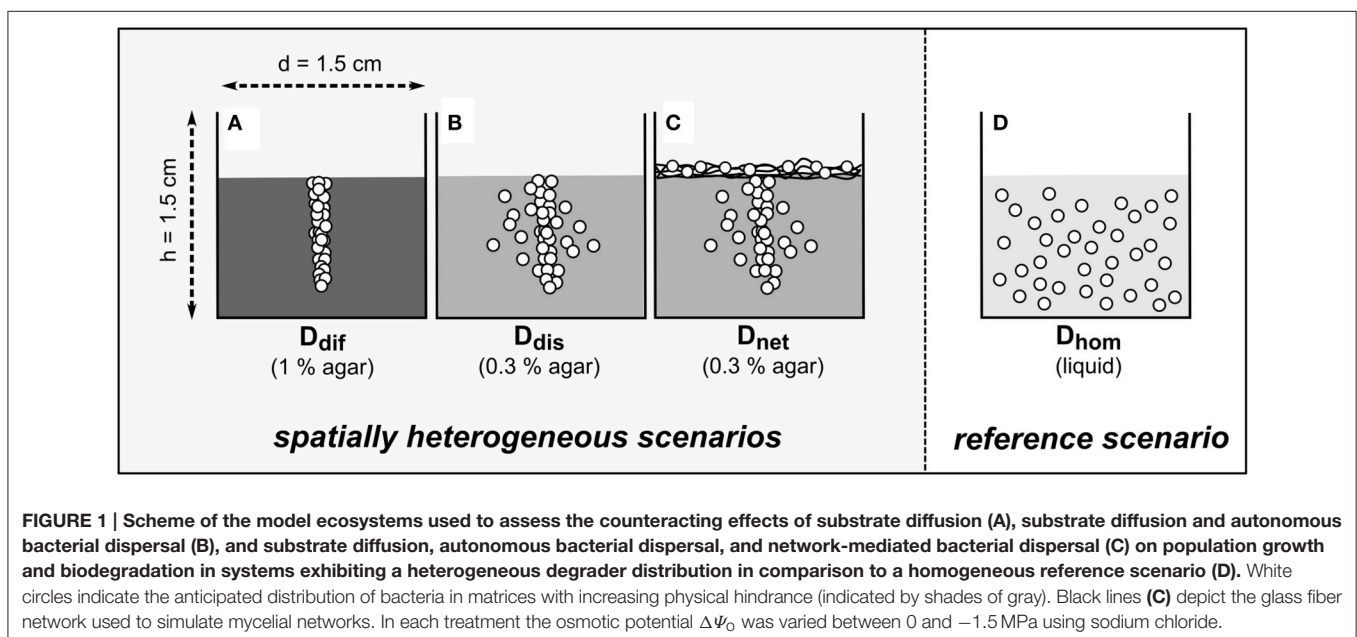 d = 1.5 cm
h = 1.5 cm
A
B
C
D
D_dif
(1 % agar)
D_dis
(0.3 % agar)
D_net
(0.3 % agar)
D_hom
(liquid)
spatially heterogeneous scenarios
reference scenario
FIGURE 1 | Scheme of the model ecosystems used to assess the counteracting effects of substrate diffusion (A), substrate diffusion and autonomous
bacterial dispersal (B), and substrate diffusion, autonomous bacterial dispersal, and network-mediated bacterial dispersal (C) on population growth
and biodegradation in systems exhibiting a heterogeneous degrader distribution in comparison to a homogeneous reference scenario (D). White
circles indicate the anticipated distribution of bacteria in matrices with increasing physical hindrance (indicated by shades of gray). Black lines (C) depict the glass fiber
network used to simulate mycelial networks. In each treatment the osmotic potential ΔΨ_O was varied between 0 and −1.5 MPa using sodium chloride.